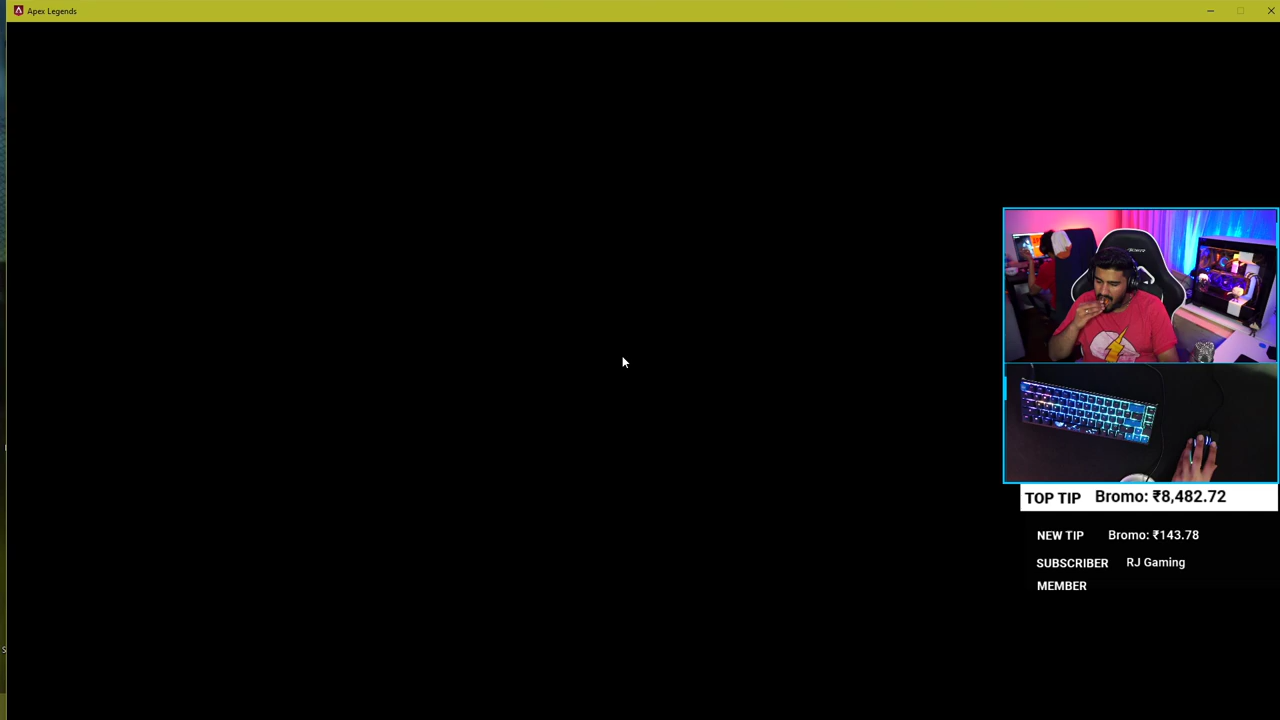 Apex Legends
TOP TIP Bromo: ₹8,482.72
NEW TIP Bromo: ₹143.78
SUBSCRIBER RJ Gaming
MEMBER
S